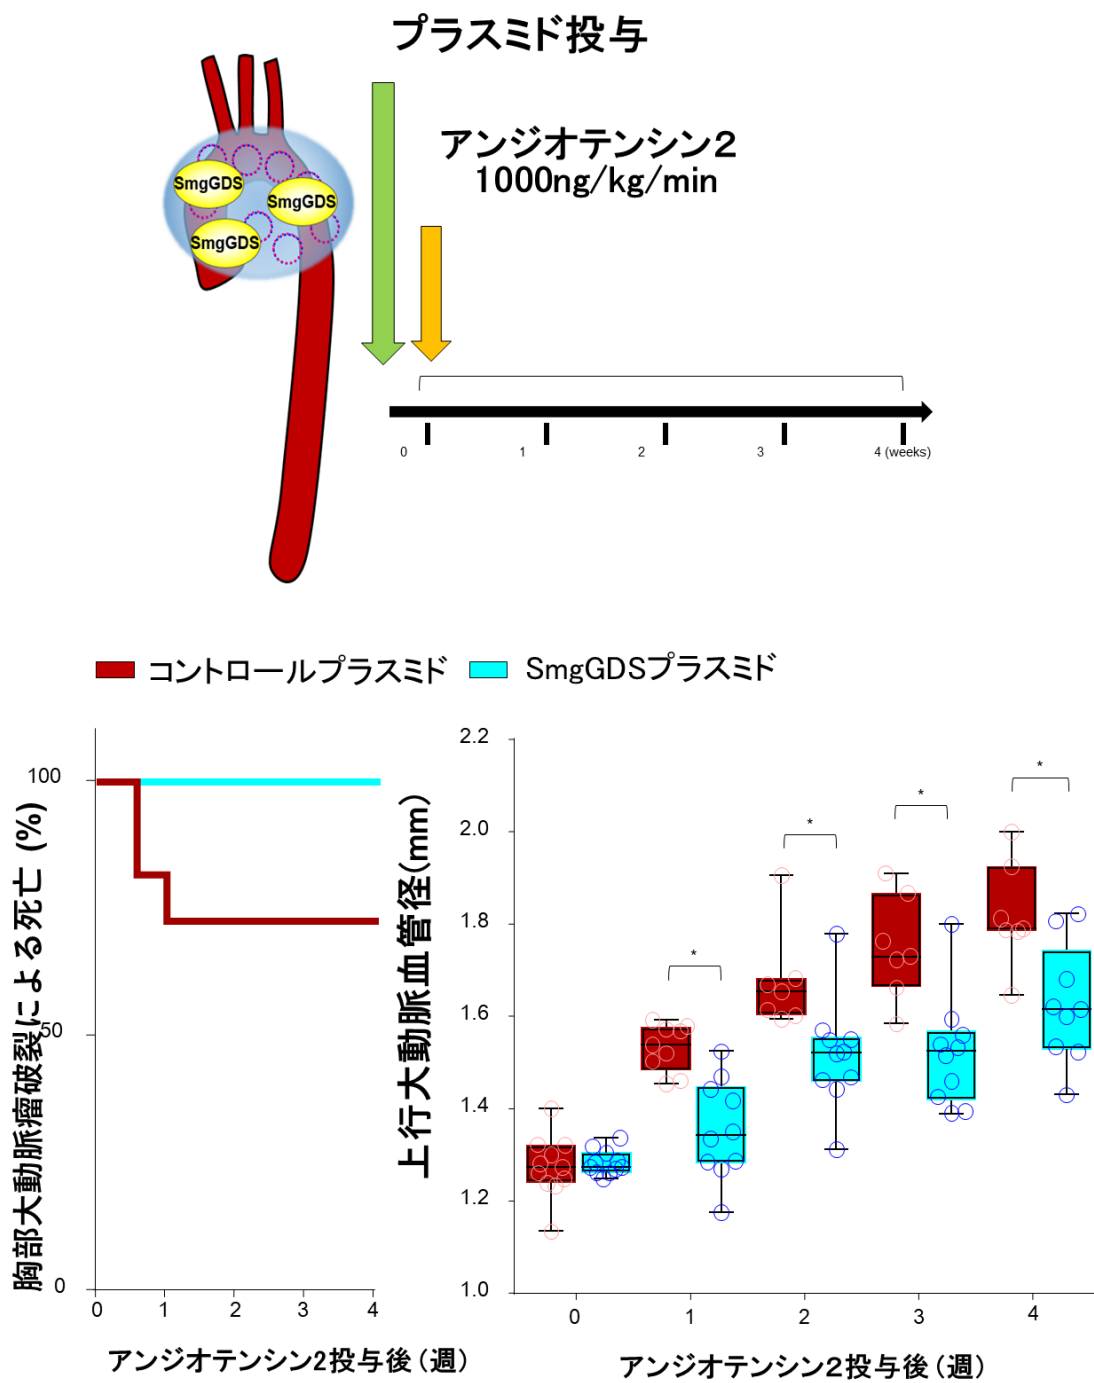 プラスミド投与
アンジオテンシン2
1000ng/kg/min
SmgGDS
SmgGDS
SmgGDS
0 1 2 3 4 (weeks)
コントロールプラスミド SmgGDSプラスミド
胸部大動脈瘤破裂による死亡 (%)
100
50
0
0 1 2 3 4
アンジオテンシン2投与後 (週)
上行大動脈血管径(mm)
2.2
2.0
1.8
1.6
1.4
1.2
1.0
* * * *
0 1 2 3 4
アンジオテンシン2投与後 (週)